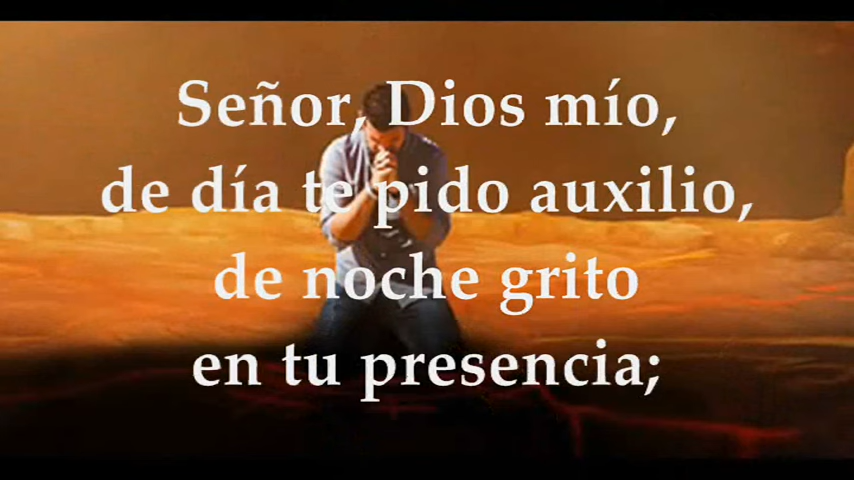 Señor, Dios mío,
de día te pido auxilio,
de noche grito
en tu presencia;